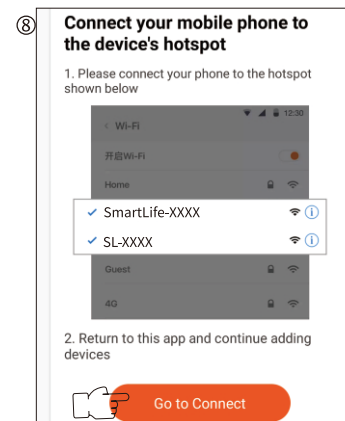 ⑧
Connect your mobile phone to
the device's hotspot
1. Please connect your phone to the hotspot
shown below
12:30
< Wi-Fi
开启Wi-Fi
Home
SmartLife-XXXX
SL-XXXX
Guest
4G
2. Return to this app and continue adding
devices
Go to Connect